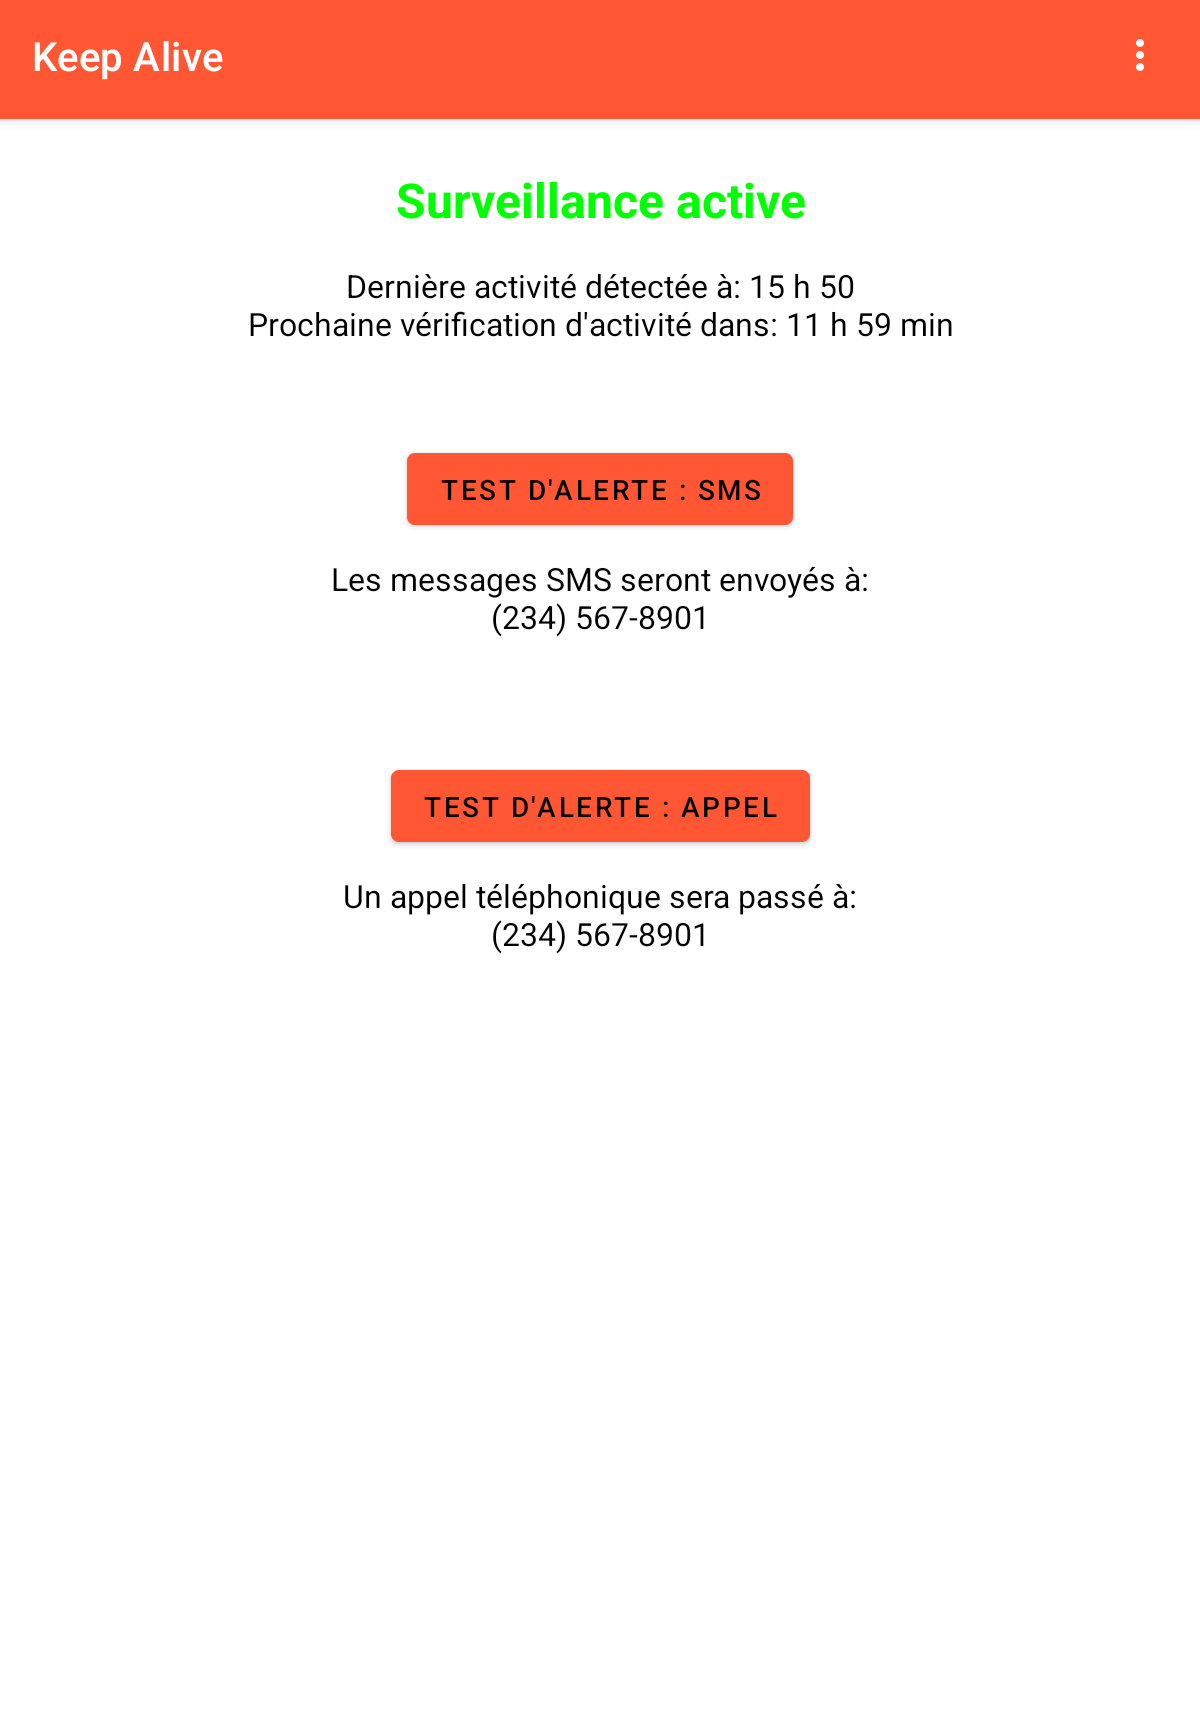 Keep Alive
Surveillance active
Dernière activité détectée à: 15 h 50
Prochaine vérification d'activité dans: 11 h 59 min
TEST D'ALERTE : SMS
Les messages SMS seront envoyés à:
(234) 567-8901
TEST D'ALERTE : APPEL
Un appel téléphonique sera passé à:
(234) 567-8901